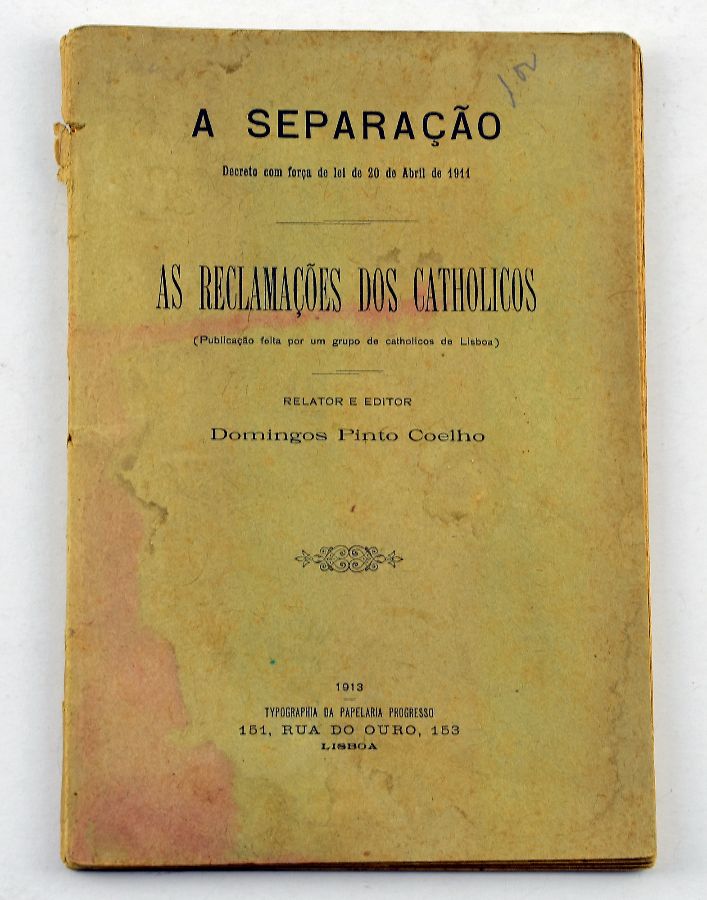 A SEPARAÇÃO
Decreto com força de lei de 20 de Abril de 1911
AS RECLAMAÇÕES DOS CATHOLICOS
(Publicação feita por um grupo de catholicos de Lisboa)
RELATOR E EDITOR
Domingos Pinto Coelho
1913
TYPOGRAPHIA DA PAPELARIA PROGRESSO
151, RUA DO OURO, 153
LISBOA